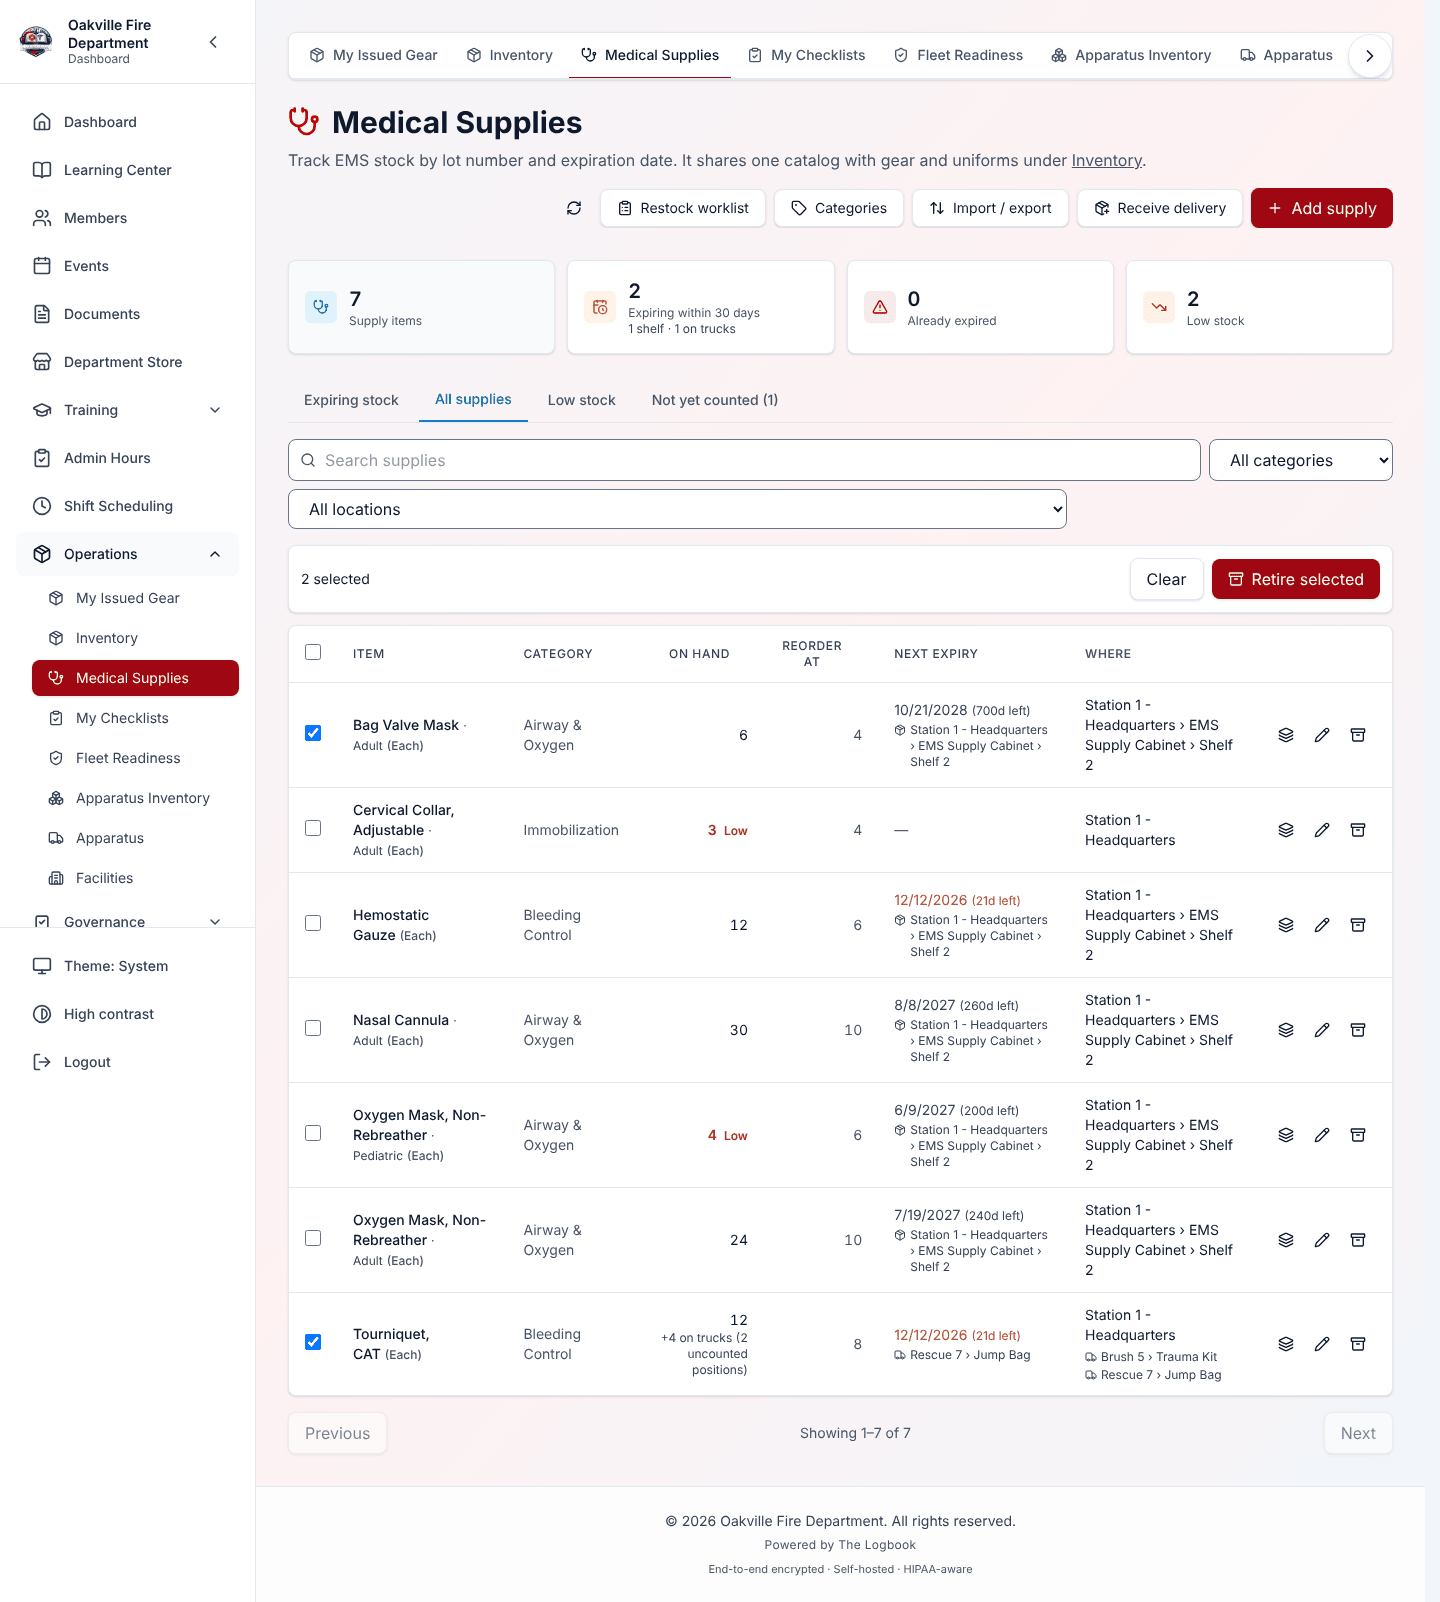 Oakville Fire
Department
Dashboard
Dashboard
Learning Center
Members
Events
Documents
Department Store
Training
Admin Hours
Shift Scheduling
Operations
My Issued Gear
Inventory
Medical Supplies
My Checklists
Fleet Readiness
Apparatus Inventory
Apparatus
Facilities
Governance
Theme: System
High contrast
Logout
My Issued Gear
Inventory
Medical Supplies
My Checklists
Fleet Readiness
Apparatus Inventory
Apparatus
Medical Supplies
Track EMS stock by lot number and expiration date. It shares one catalog with gear and uniforms under Inventory.
Restock worklist
Categories
Import / export
Receive delivery
Add supply
7
Supply items
2
Expiring within 30 days
1 shelf · 1 on trucks
0
Already expired
2
Low stock
Expiring stock
All supplies
Low stock
Not yet counted (1)
Search supplies
All categories
All locations
2 selected
Clear
Retire selected
ITEM
CATEGORY
ON HAND
REORDER
AT
NEXT EXPIRY
WHERE
Bag Valve Mask ·
Adult (Each)
Airway &
Oxygen
6
4
10/21/2028 (700d left)
Station 1 - Headquarters
› EMS Supply Cabinet ›
Shelf 2
Station 1 -
Headquarters › EMS
Supply Cabinet › Shelf
2
Cervical Collar,
Adjustable ·
Adult (Each)
Immobilization
3 Low
4
—
Station 1 -
Headquarters
Hemostatic
Gauze (Each)
Bleeding
Control
12
6
12/12/2026 (21d left)
Station 1 - Headquarters
› EMS Supply Cabinet ›
Shelf 2
Station 1 -
Headquarters › EMS
Supply Cabinet › Shelf
2
Nasal Cannula ·
Adult (Each)
Airway &
Oxygen
30
10
8/8/2027 (260d left)
Station 1 - Headquarters
› EMS Supply Cabinet ›
Shelf 2
Station 1 -
Headquarters › EMS
Supply Cabinet › Shelf
2
Oxygen Mask, Non-
Rebreather ·
Pediatric (Each)
Airway &
Oxygen
4 Low
6
6/9/2027 (200d left)
Station 1 - Headquarters
› EMS Supply Cabinet ›
Shelf 2
Station 1 -
Headquarters › EMS
Supply Cabinet › Shelf
2
Oxygen Mask, Non-
Rebreather ·
Adult (Each)
Airway &
Oxygen
24
10
7/19/2027 (240d left)
Station 1 - Headquarters
› EMS Supply Cabinet ›
Shelf 2
Station 1 -
Headquarters › EMS
Supply Cabinet › Shelf
2
Tourniquet,
CAT (Each)
Bleeding
Control
12
+4 on trucks (2
uncounted
positions)
8
12/12/2026 (21d left)
Rescue 7 › Jump Bag
Station 1 -
Headquarters
Brush 5 › Trauma Kit
Rescue 7 › Jump Bag
Previous
Showing 1–7 of 7
Next
© 2026 Oakville Fire Department. All rights reserved.
Powered by The Logbook
End-to-end encrypted · Self-hosted · HIPAA-aware